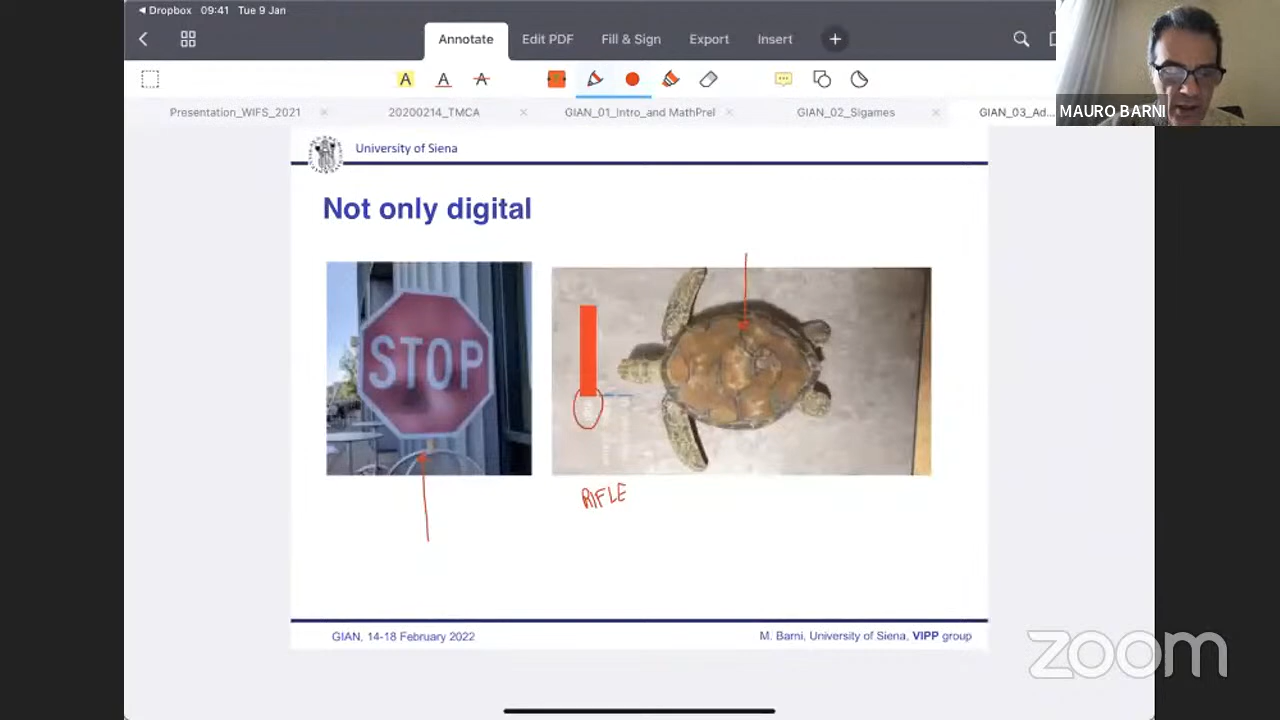 Dropbox 09:41 Tue 9 Jan
Annotate Edit PDF Fill & Sign Export Insert
A A A
Presentation_WIFS_2021 20200214_TMCA GIAN_01_Intro_and MathPrel GIAN_02_Sigames GIAN_03_Ad...
MAURO BARNI
University of Siena
Not only digital
STOP
RIFLE
GIAN, 14-18 February 2022
M. Barni, University of Siena, VIPP group
zoom